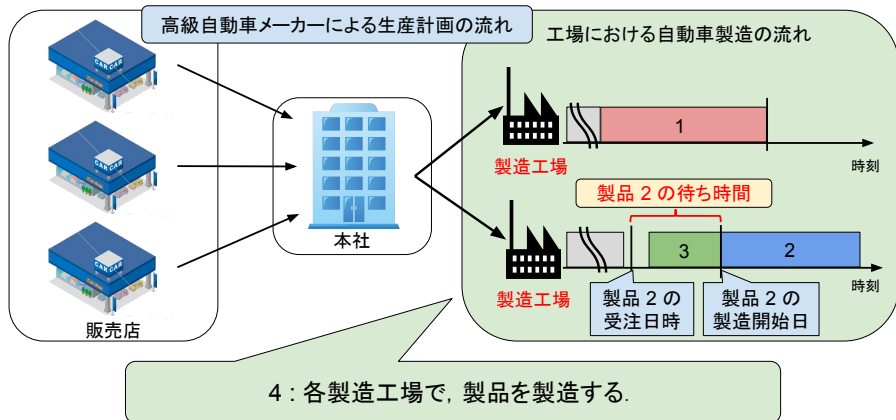 高級自動車メーカーによる生産計画の流れ
CAR CAR
CAR CAR
CAR CAR
販売店
本社
工場における自動車製造の流れ
製造工場
1
時刻
製品 2 の待ち時間
製造工場
3
2
時刻
製品 2 の
受注日時
製品 2 の
製造開始日
4 : 各製造工場で, 製品を製造する.